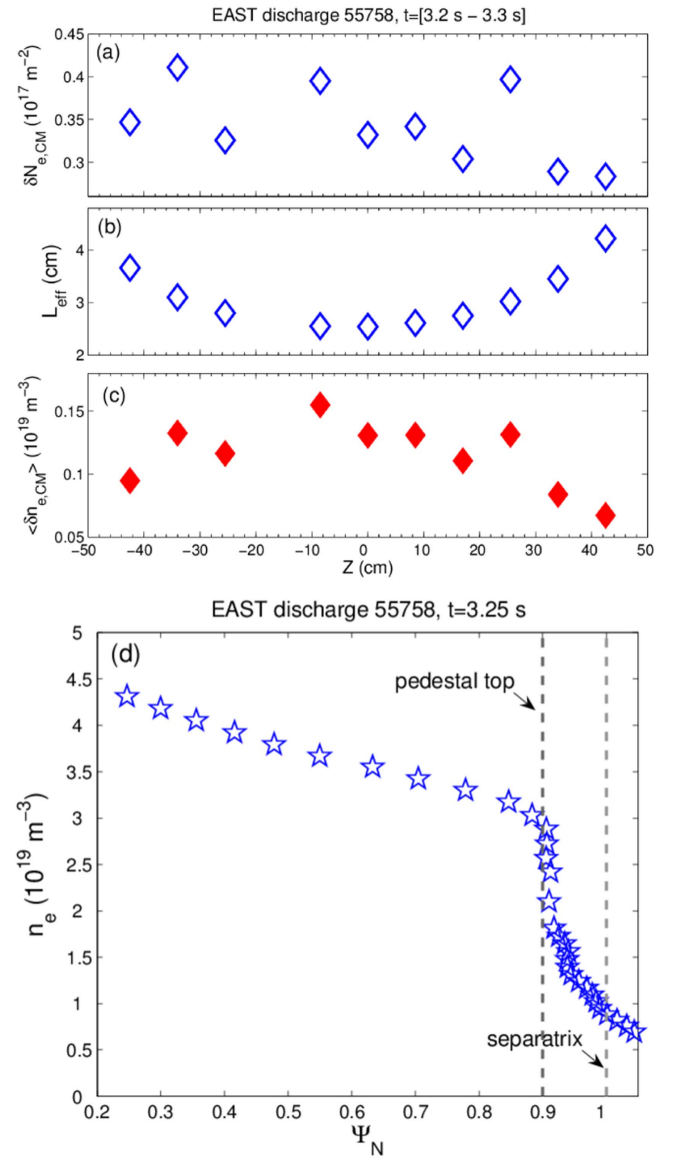 EAST discharge 55758, t=[3.2 s − 3.3 s]
(a)
δN_e,CM (10^17 m^−2)
0.45
0.4
0.35
0.3
(b)
L_eff (cm)
4
3
2
(c)
<δn_e,CM> (10^19 m^−3)
0.15
0.1
0.05
−50 −40 −30 −20 −10 0 10 20 30 40 50
Z (cm)
EAST discharge 55758, t=3.25 s
(d)
n_e (10^19 m^−3)
5
4.5
4
3.5
3
2.5
2
1.5
1
0.5
0
pedestal top
separatrix
0.2 0.3 0.4 0.5 0.6 0.7 0.8 0.9 1
Ψ_N